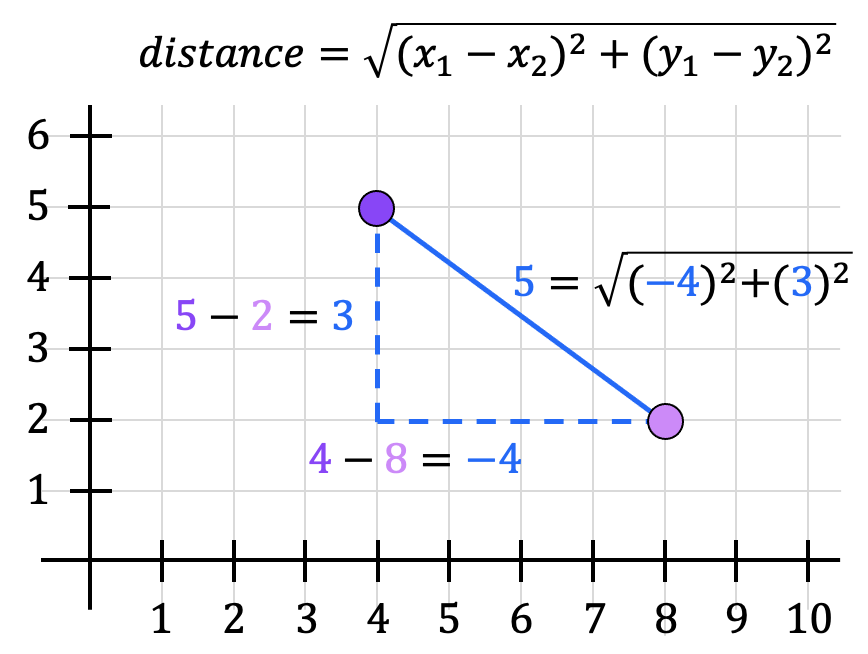 distance = √(x₁ − x₂)² + (y₁ − y₂)²
6
5
4
5 = √(−4)²+(3)²
5 − 2 = 3
3
2
4 − 8 = −4
1
1 2 3 4 5 6 7 8 9 10